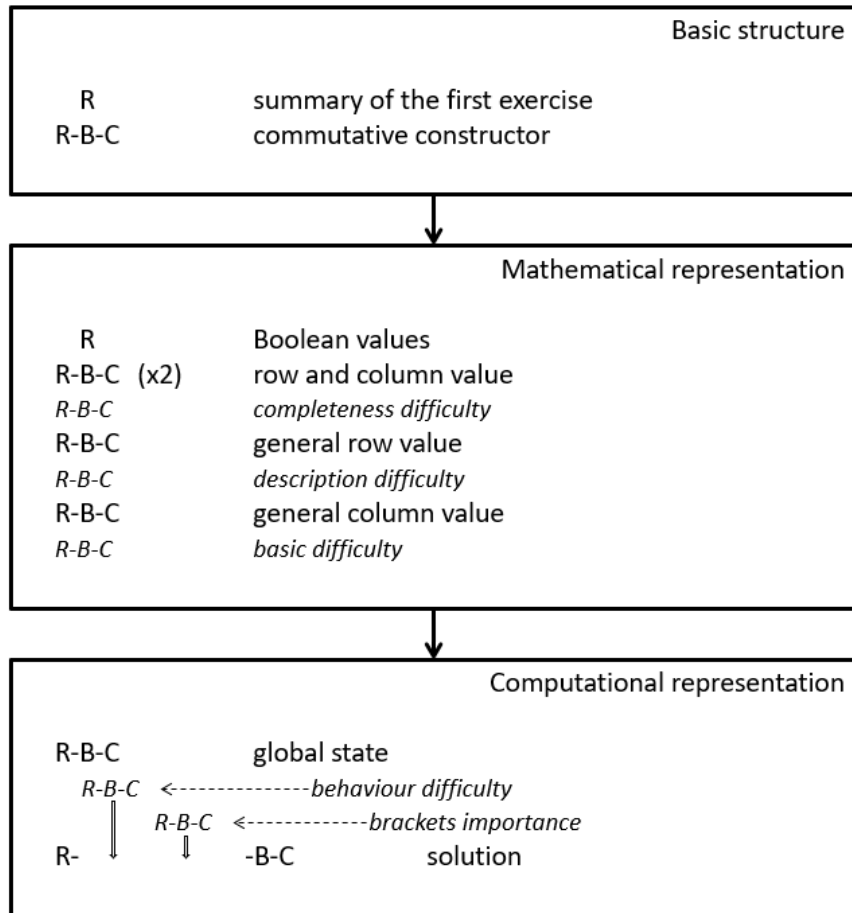 Basic structure
R summary of the first exercise
R-B-C commutative constructor
Mathematical representation
R Boolean values
R-B-C (x2) row and column value
R-B-C completeness difficulty
R-B-C general row value
R-B-C description difficulty
R-B-C general column value
R-B-C basic difficulty
Computational representation
R-B-C global state
R-B-C behaviour difficulty
R-B-C brackets importance
R- -B-C solution